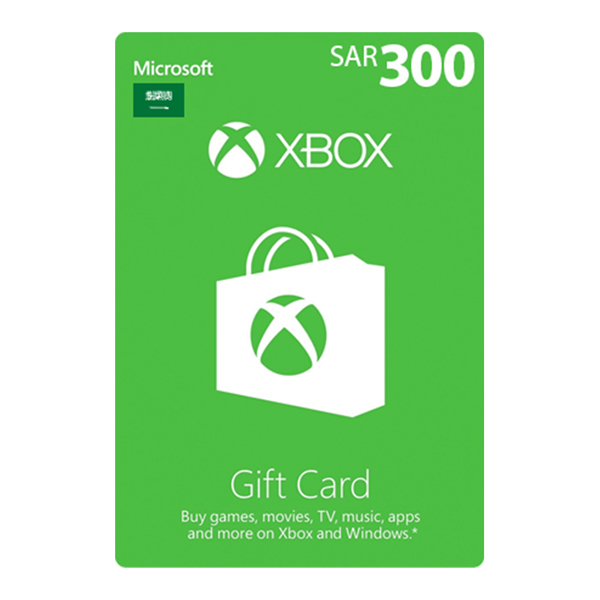 SAR 300
Microsoft
XBOX
Gift Card
Buy games, movies, TV, music, apps
and more on Xbox and Windows.*